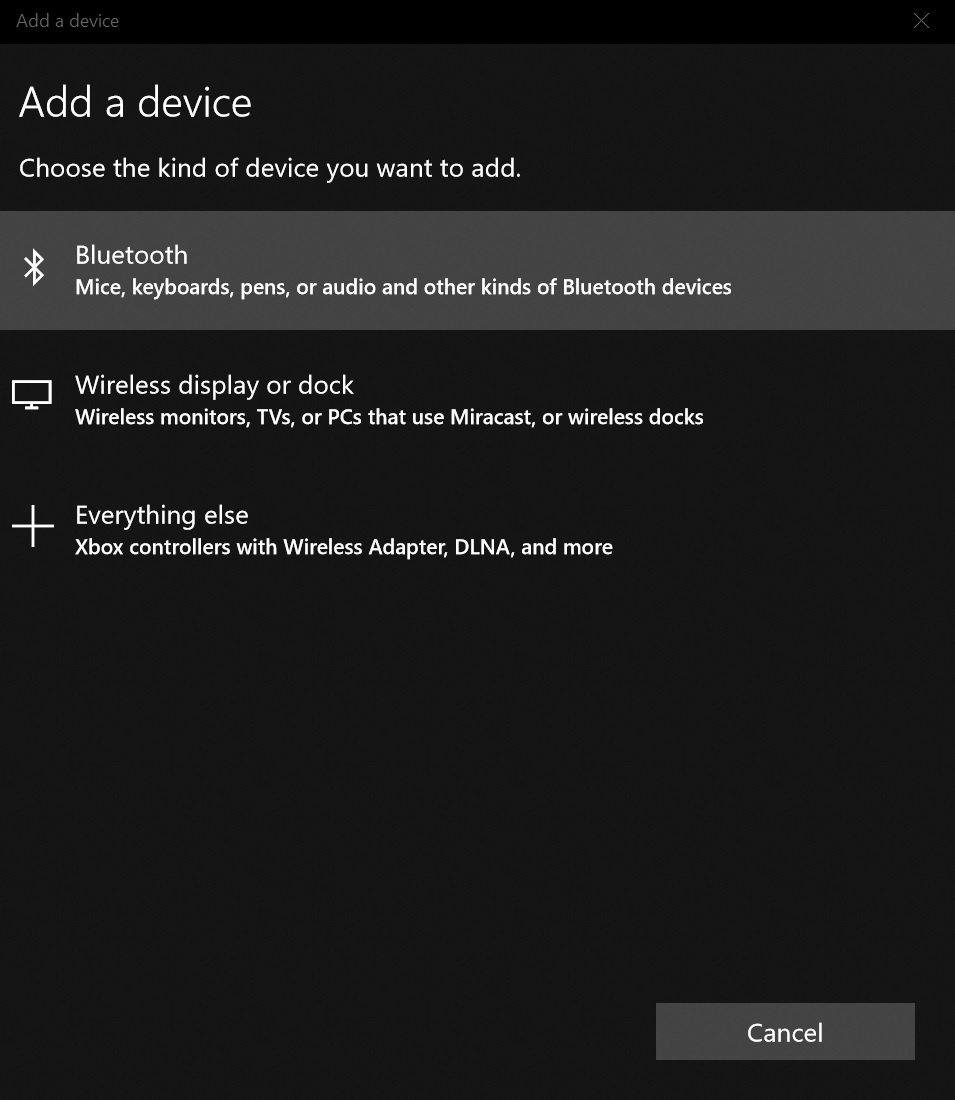 Add a device
Add a device
Choose the kind of device you want to add.
Bluetooth
Mice, keyboards, pens, or audio and other kinds of Bluetooth devices
Wireless display or dock
Wireless monitors, TVs, or PCs that use Miracast, or wireless docks
Everything else
Xbox controllers with Wireless Adapter, DLNA, and more
Cancel